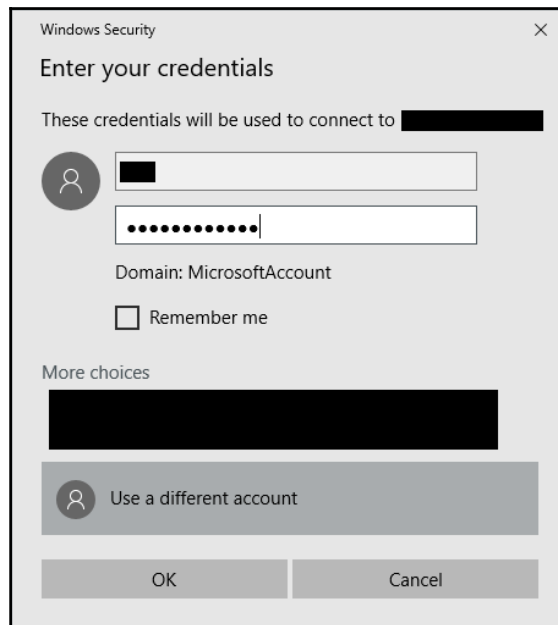 Windows Security
Enter your credentials
These credentials will be used to connect to
••••••••••••
Domain: MicrosoftAccount
Remember me
More choices
Use a different account
OK
Cancel